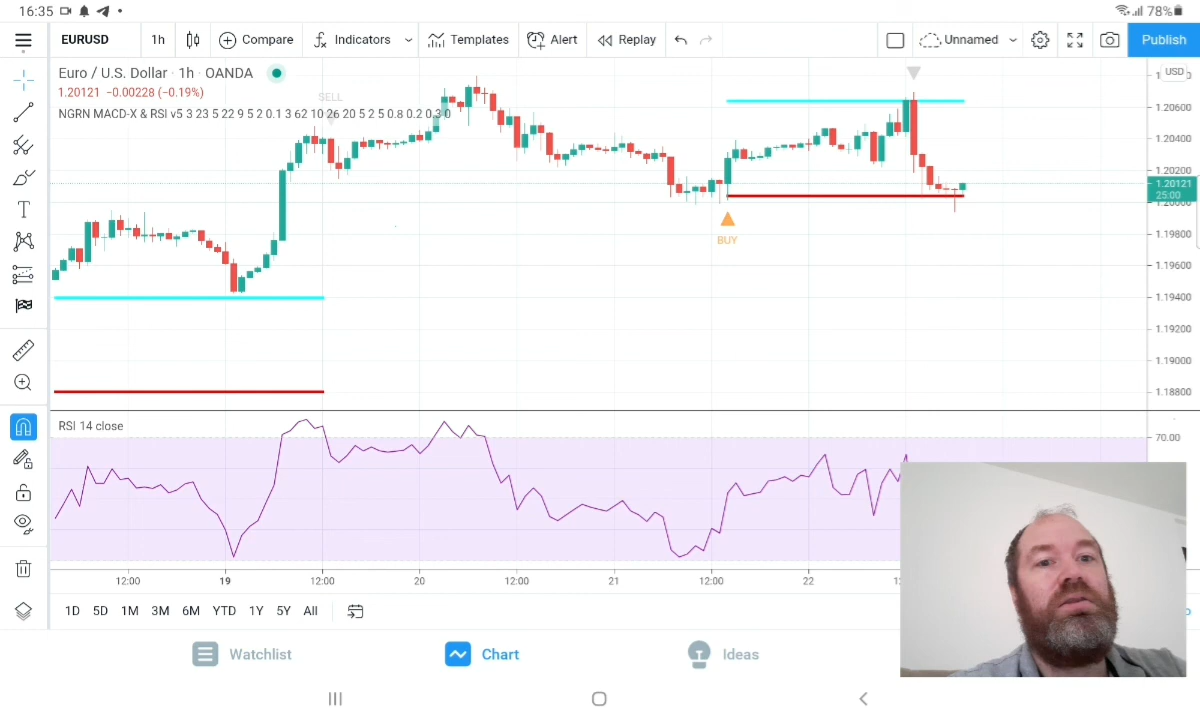 16:35 78%
EURUSD 1h Compare Indicators Templates Alert Replay Unnamed Publish
Euro / U.S. Dollar · 1h · OANDA
USD
1.20121 −0.00228 (−0.19%)
SELL
NGRN MACD-X & RSI v5 3 23 5 22 9 5 2 0.1 3 62 10 26 20 5 2 5 0.8 0.2 0.3 0
1.20600
1.20400
1.20200
1.20121
25:00
1.20000
BUY
1.19800
1.19600
1.19400
1.19200
1.19000
1.18800
RSI 14 close
70.00
12:00 19 12:00 20 12:00 21 12:00 22
1D 5D 1M 3M 6M YTD 1Y 5Y All
Watchlist Chart Ideas